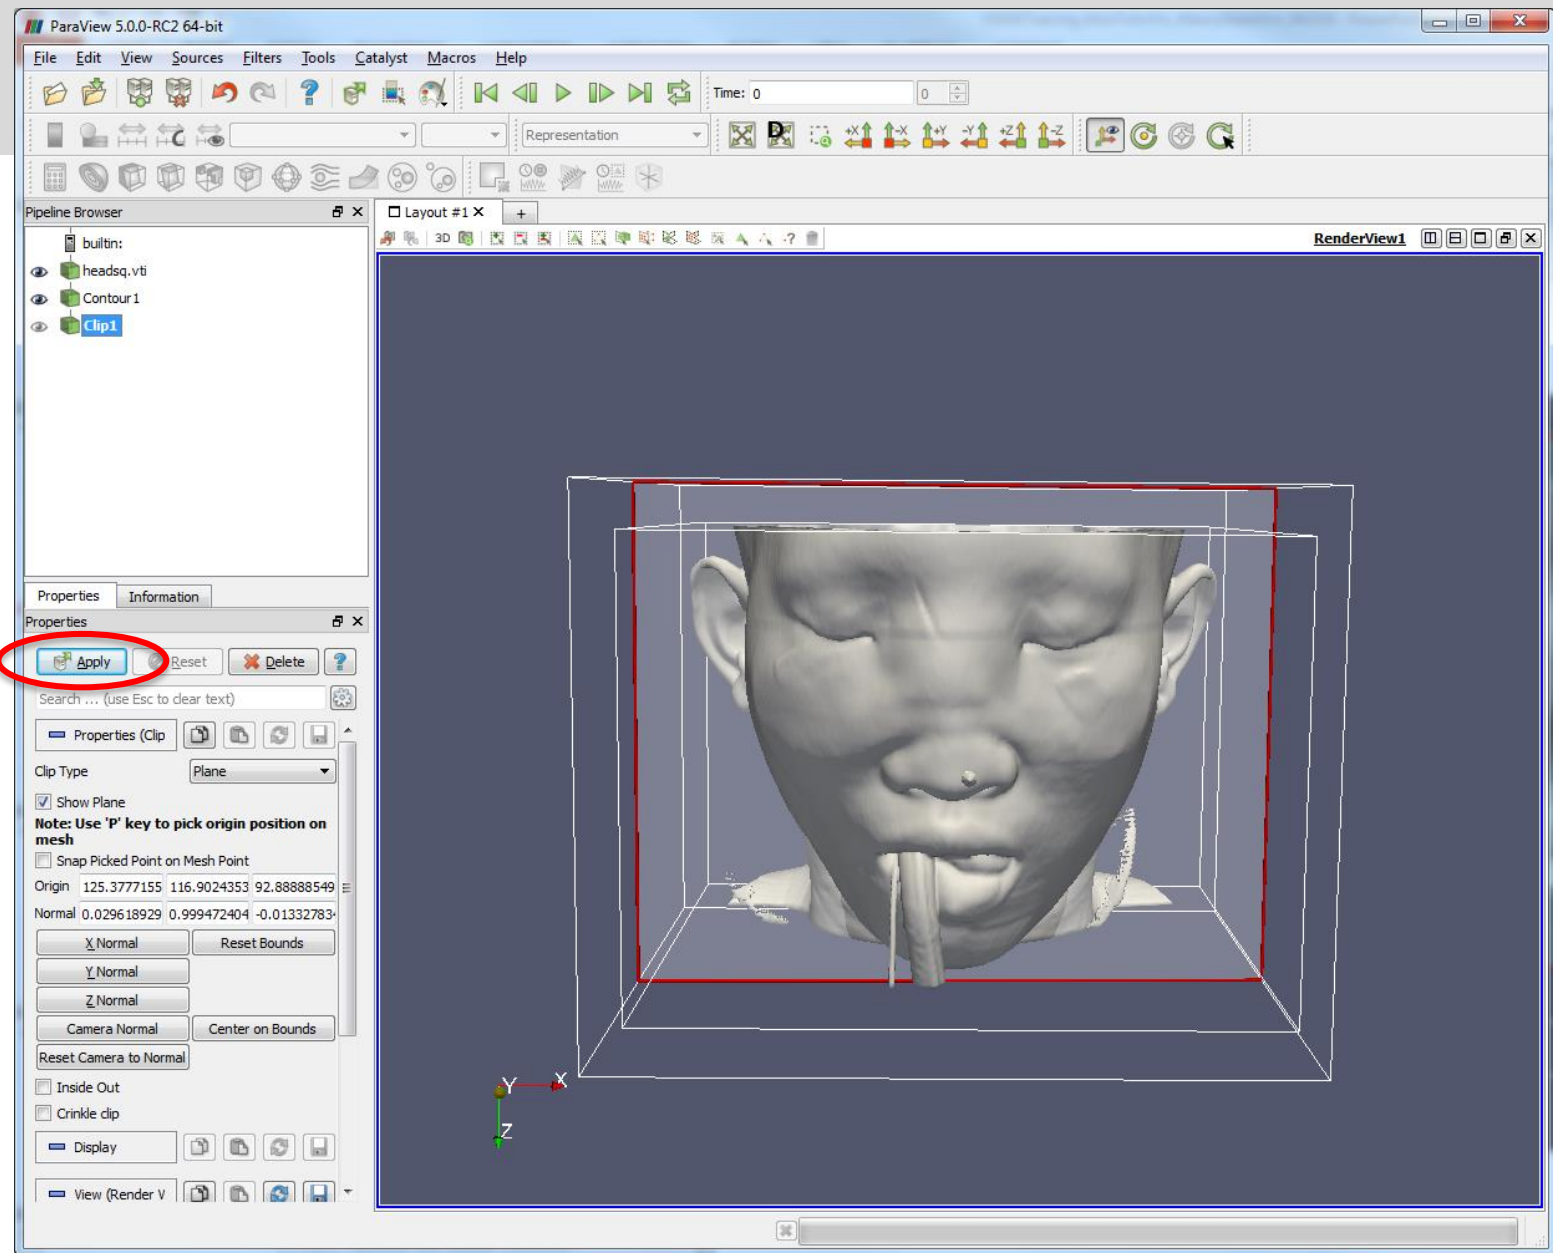 ParaView 5.0.0-RC2 64-bit
File Edit View Sources Filters Tools Catalyst Macros Help
Time: 0 0
Representation
+X -X +Y -Y +Z -Z
Pipeline Browser
Layout #1 X +
3D
RenderView1
builtin:
headsq.vti
Contour1
Clip1
Properties Information
Properties
Apply Reset Delete ?
Search ... (use Esc to clear text)
Properties (Clip
Clip Type Plane
Show Plane
Note: Use 'P' key to pick origin position on
mesh
Snap Picked Point on Mesh Point
Origin 125.3777155 116.9024353 92.88888549
Normal 0.029618929 0.999472404 -0.01332783
X Normal Reset Bounds
Y Normal
Z Normal
Camera Normal Center on Bounds
Reset Camera to Normal
Inside Out
Crinkle clip
Display
View (Render V
Y X
Z